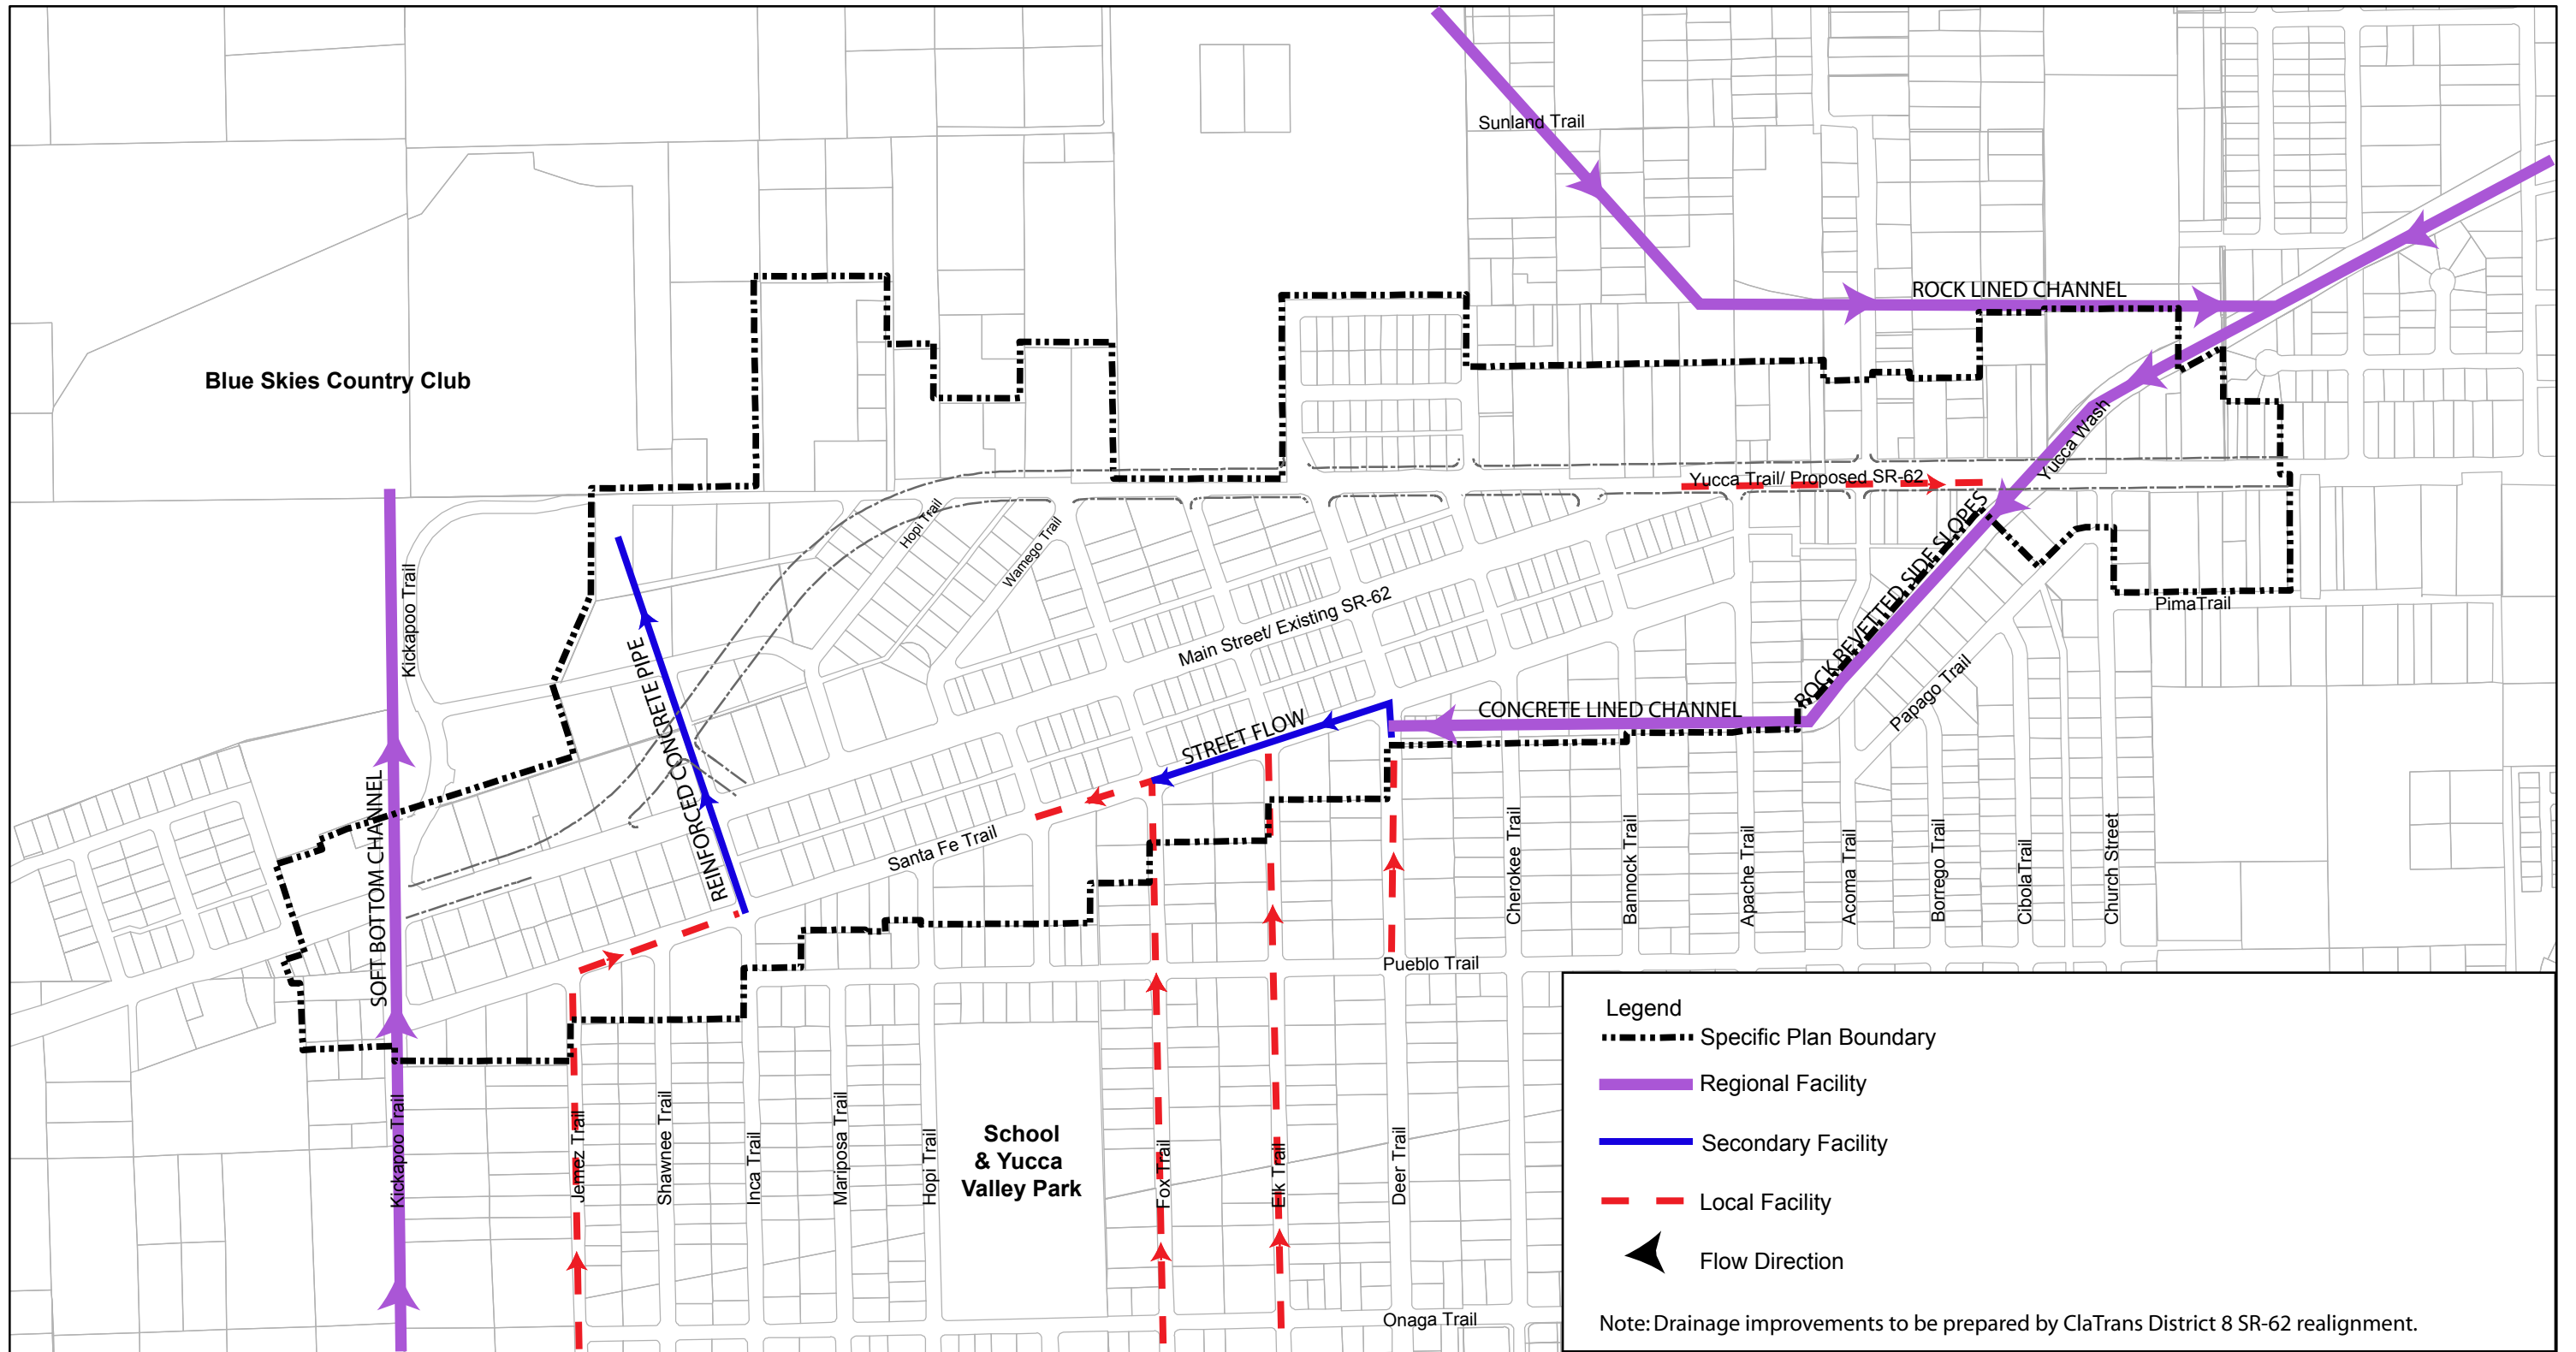 Sunland Trail
ROCK LINED CHANNEL
Blue Skies Country Club
Yucca Wash
Yucca Trail/ Proposed SR-62
Hopi Trail
Wamego Trail
ROCK REVETTED SIDE SLOPES
Kickapoo Trail
Main Street/ Existing SR-62
PimaTrail
REINFORCED CONCRETE PIPE
Papago Trail
CONCRETE LINED CHANNEL
STREET FLOW
SOFT BOTTOM CHANNEL
Santa Fe Trail
Cherokee Trail
Bannock Trail
Apache Trail
Acoma Trail
Borrego Trail
CibolaTrail
Church Street
Pueblo Trail
Kickapoo Trail
Jemez Trail
Shawnee Trail
Inca Trail
Mariposa Trail
Hopi Trail
School
& Yucca
Valley Park
Fox Trail
Elk Trail
Deer Trail
Onaga Trail
Legend
Specific Plan Boundary
Regional Facility
Secondary Facility
Local Facility
Flow Direction
Note: Drainage improvements to be prepared by ClaTrans District 8 SR-62 realignment.